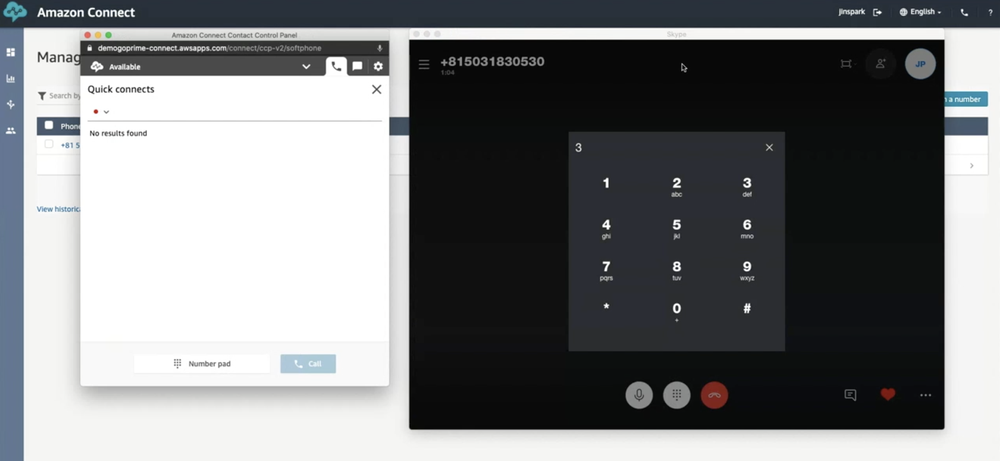 Amazon Connect
jinspark
English
?
Amazon Connect Contact Control Panel
demogoprime-connect.awsapps.com/connect/ccp-v2/softphone
Available
Quick connects
No results found
Number pad
Call
Manag
Search by
a number
Phone
+81 5
View historic
Skype
+815031830530
1:04
JP
3
1 2 3
abc def
4 5 6
ghi jkl mno
7 8 9
pqrs tuv wxyz
* 0 #
+